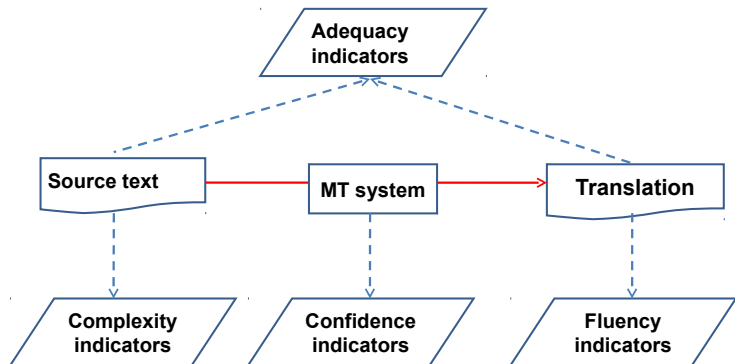 Adequacy
indicators
Source text
MT system
Translation
Complexity
indicators
Confidence
indicators
Fluency
indicators